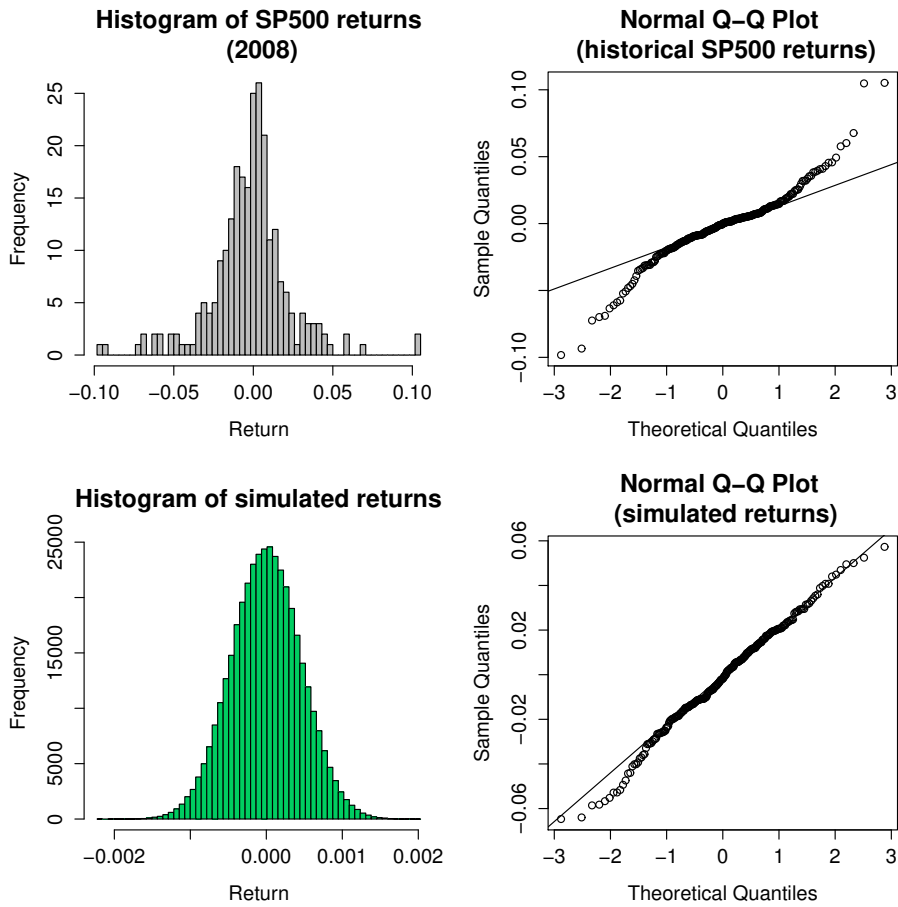 Histogram of SP500 returns
(2008)
Frequency
25
20
15
10
5
0
−0.10 −0.05 0.00 0.05 0.10
Return
Normal Q−Q Plot
(historical SP500 returns)
Sample Quantiles
0.10
0.05
0.00
−0.10
−3 −2 −1 0 1 2 3
Theoretical Quantiles
Histogram of simulated returns
Frequency
25000
15000
5000
0
−0.002 0.000 0.001 0.002
Return
Normal Q−Q Plot
(simulated returns)
Sample Quantiles
0.06
0.02
−0.02
−0.06
−3 −2 −1 0 1 2 3
Theoretical Quantiles